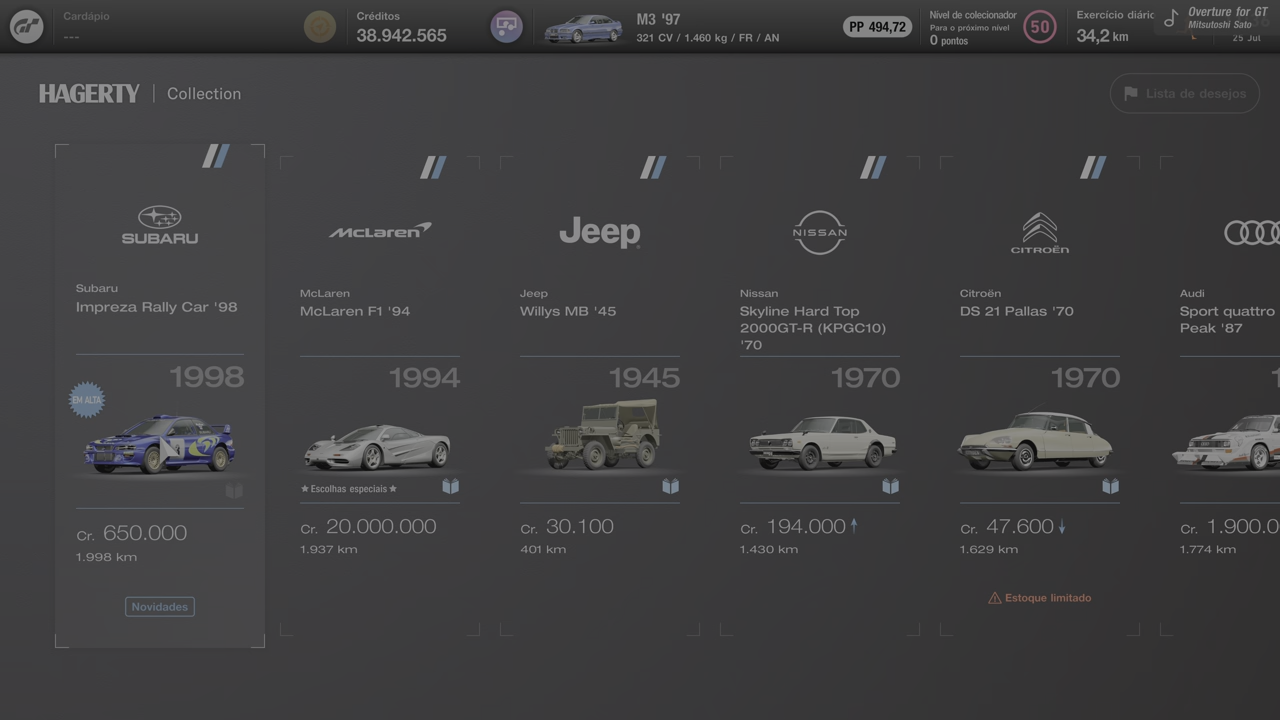 Cardápio
---
Créditos
38.942.565
M3 '97
321 CV / 1.460 kg / FR / AN
PP 494,72
Nível de colecionador
Para o próximo nível
0 pontos
50
Exercício diário
34,2 km
Overture for GT
Mitsutoshi Sato
25 Jul
HAGERTY | Collection
Lista de desejos
SUBARU
Subaru
Impreza Rally Car '98
1998
EM ALTA
Cr. 650.000
1.998 km
Novidades
McLaren
McLaren
McLaren F1 '94
1994
★Escolhas especiais★
Cr. 20.000.000
1.937 km
Jeep
Jeep
Willys MB '45
1945
Cr. 30.100
401 km
NISSAN
Nissan
Skyline Hard Top
2000GT-R (KPGC10)
'70
1970
Cr. 194.000
1.430 km
CITROËN
Citroën
DS 21 Pallas '70
1970
Cr. 47.600
1.629 km
Estoque limitado
Audi
Sport quattro
Peak '87
Cr. 1.900.0
1.774 km